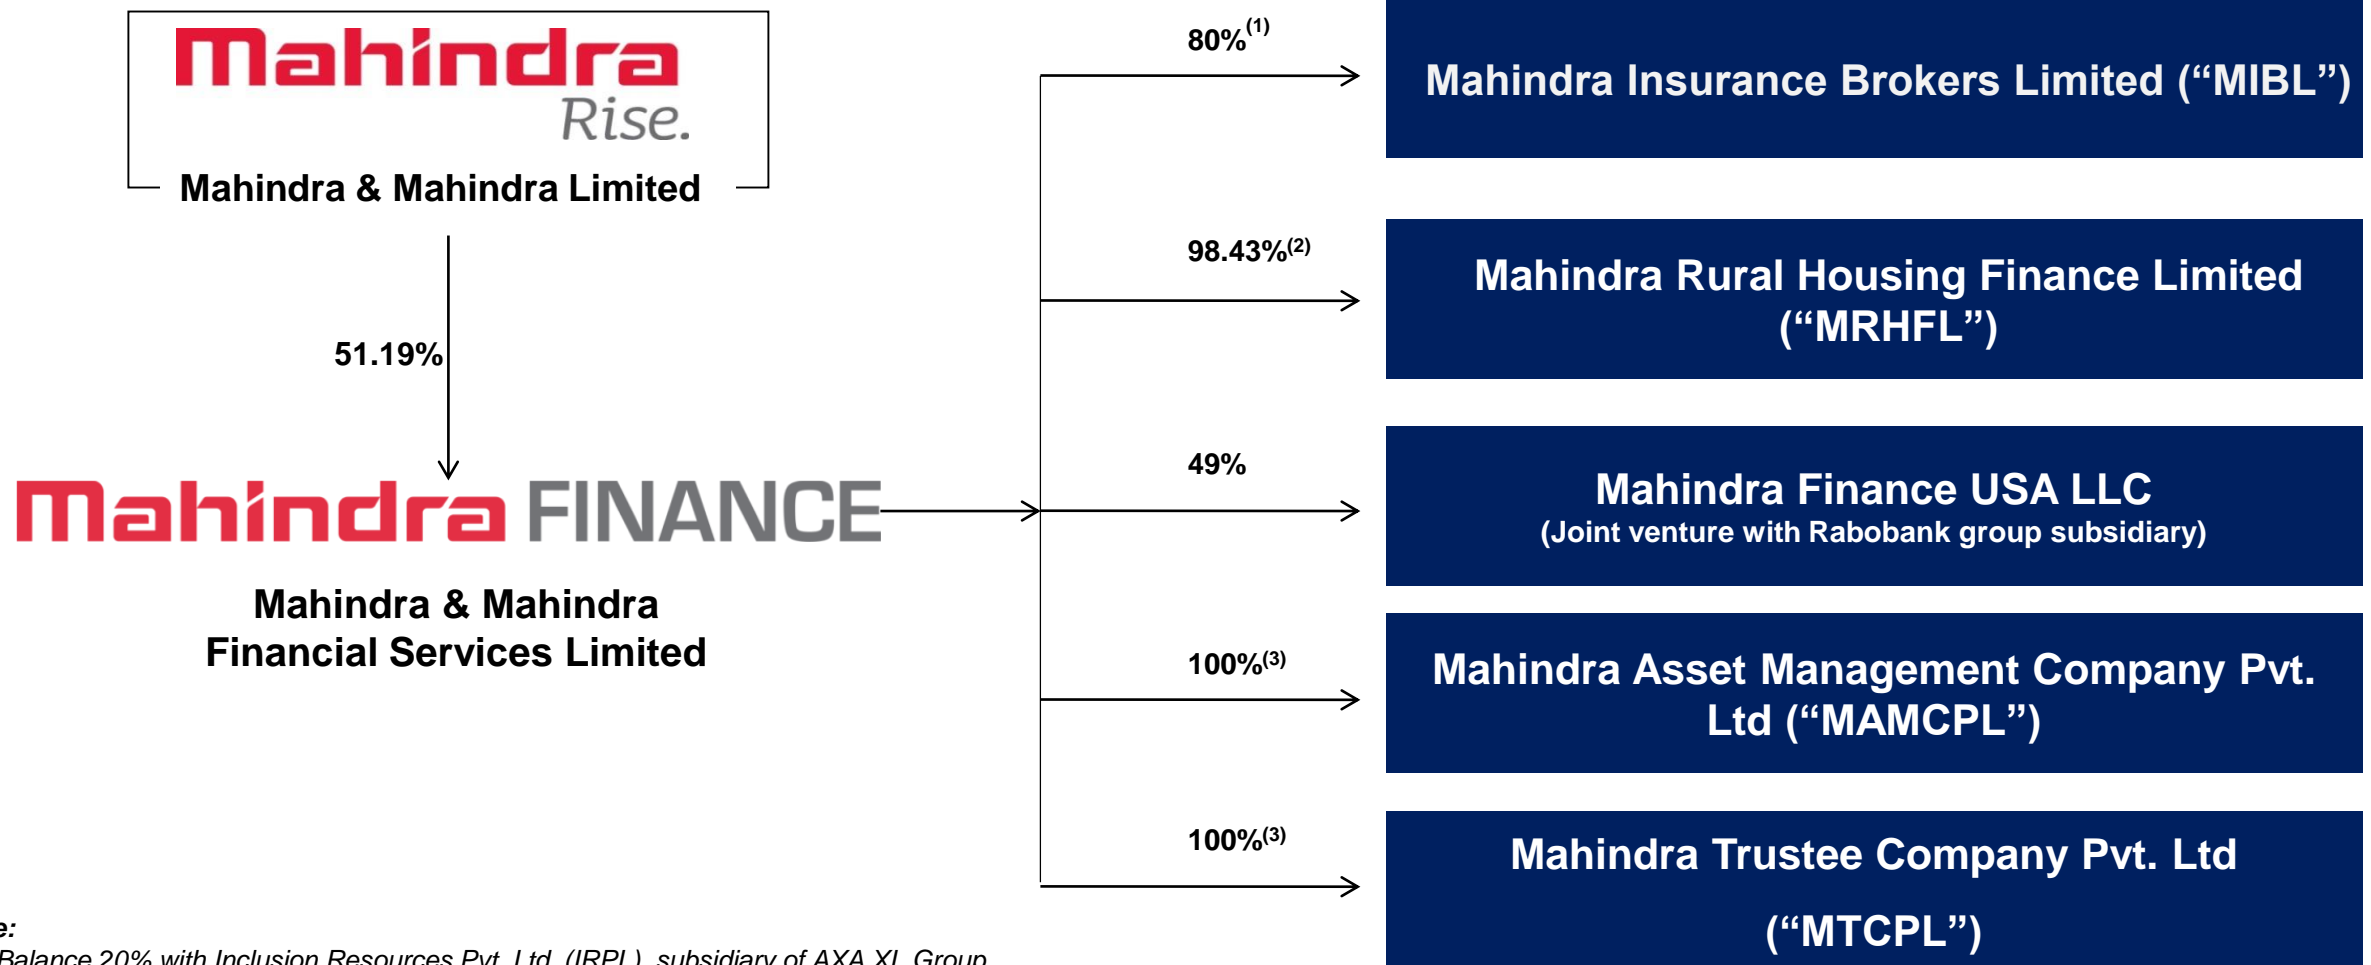 Mahindra
Rise.
Mahindra & Mahindra Limited
51.19%
Mahindra FINANCE
Mahindra & Mahindra
Financial Services Limited
80%(1)
Mahindra Insurance Brokers Limited (“MIBL”)
98.43%(2)
Mahindra Rural Housing Finance Limited
(“MRHFL”)
49%
Mahindra Finance USA LLC
(Joint venture with Rabobank group subsidiary)
100%(3)
Mahindra Asset Management Company Pvt.
Ltd (“MAMCPL”)
100%(3)
Mahindra Trustee Company Pvt. Ltd
(“MTCPL”)
Balance 20% with Inclusion Resources Pvt. Ltd. (IRPL), subsidiary of AXA XL Group